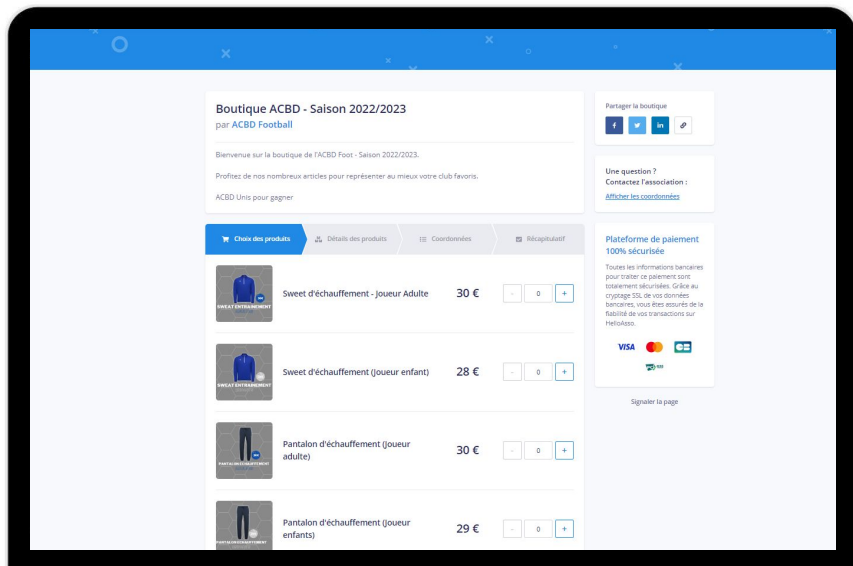 Boutique ACBD - Saison 2022/2023
par ACBD Football
Bienvenue sur la boutique de l'ACBD Foot - Saison 2022/2023.
Profitez de nos nombreux articles pour représenter au mieux votre club favoris.
ACBD Unis pour gagner
Choix des produits
Détails des produits
Coordonnées
Récapitulatif
SWEAT ENTRAINEMENT
Sweet d'échauffement - Joueur Adulte
30 €
- 0 +
SWEAT ENTRAINEMENT
Sweet d'échauffement (Joueur enfant)
28 €
- 0 +
PANTALON ÉCHAUFFEMENT
Pantalon d'échauffement (Joueur
adulte)
30 €
- 0 +
PANTALON ÉCHAUFFEMENT
Pantalon d'échauffement (Joueur
enfants)
29 €
- 0 +
Partager la boutique
Une question ?
Contactez l'association :
Afficher les coordonnées
Plateforme de paiement
100% sécurisée
Toutes les informations bancaires
pour traiter ce paiement sont
totalement sécurisées. Grâce au
cryptage SSL de vos données
bancaires, vous êtes assurés de la
fiabilité de vos transactions sur
HelloAsso.
VISA
CB
Signaler la page